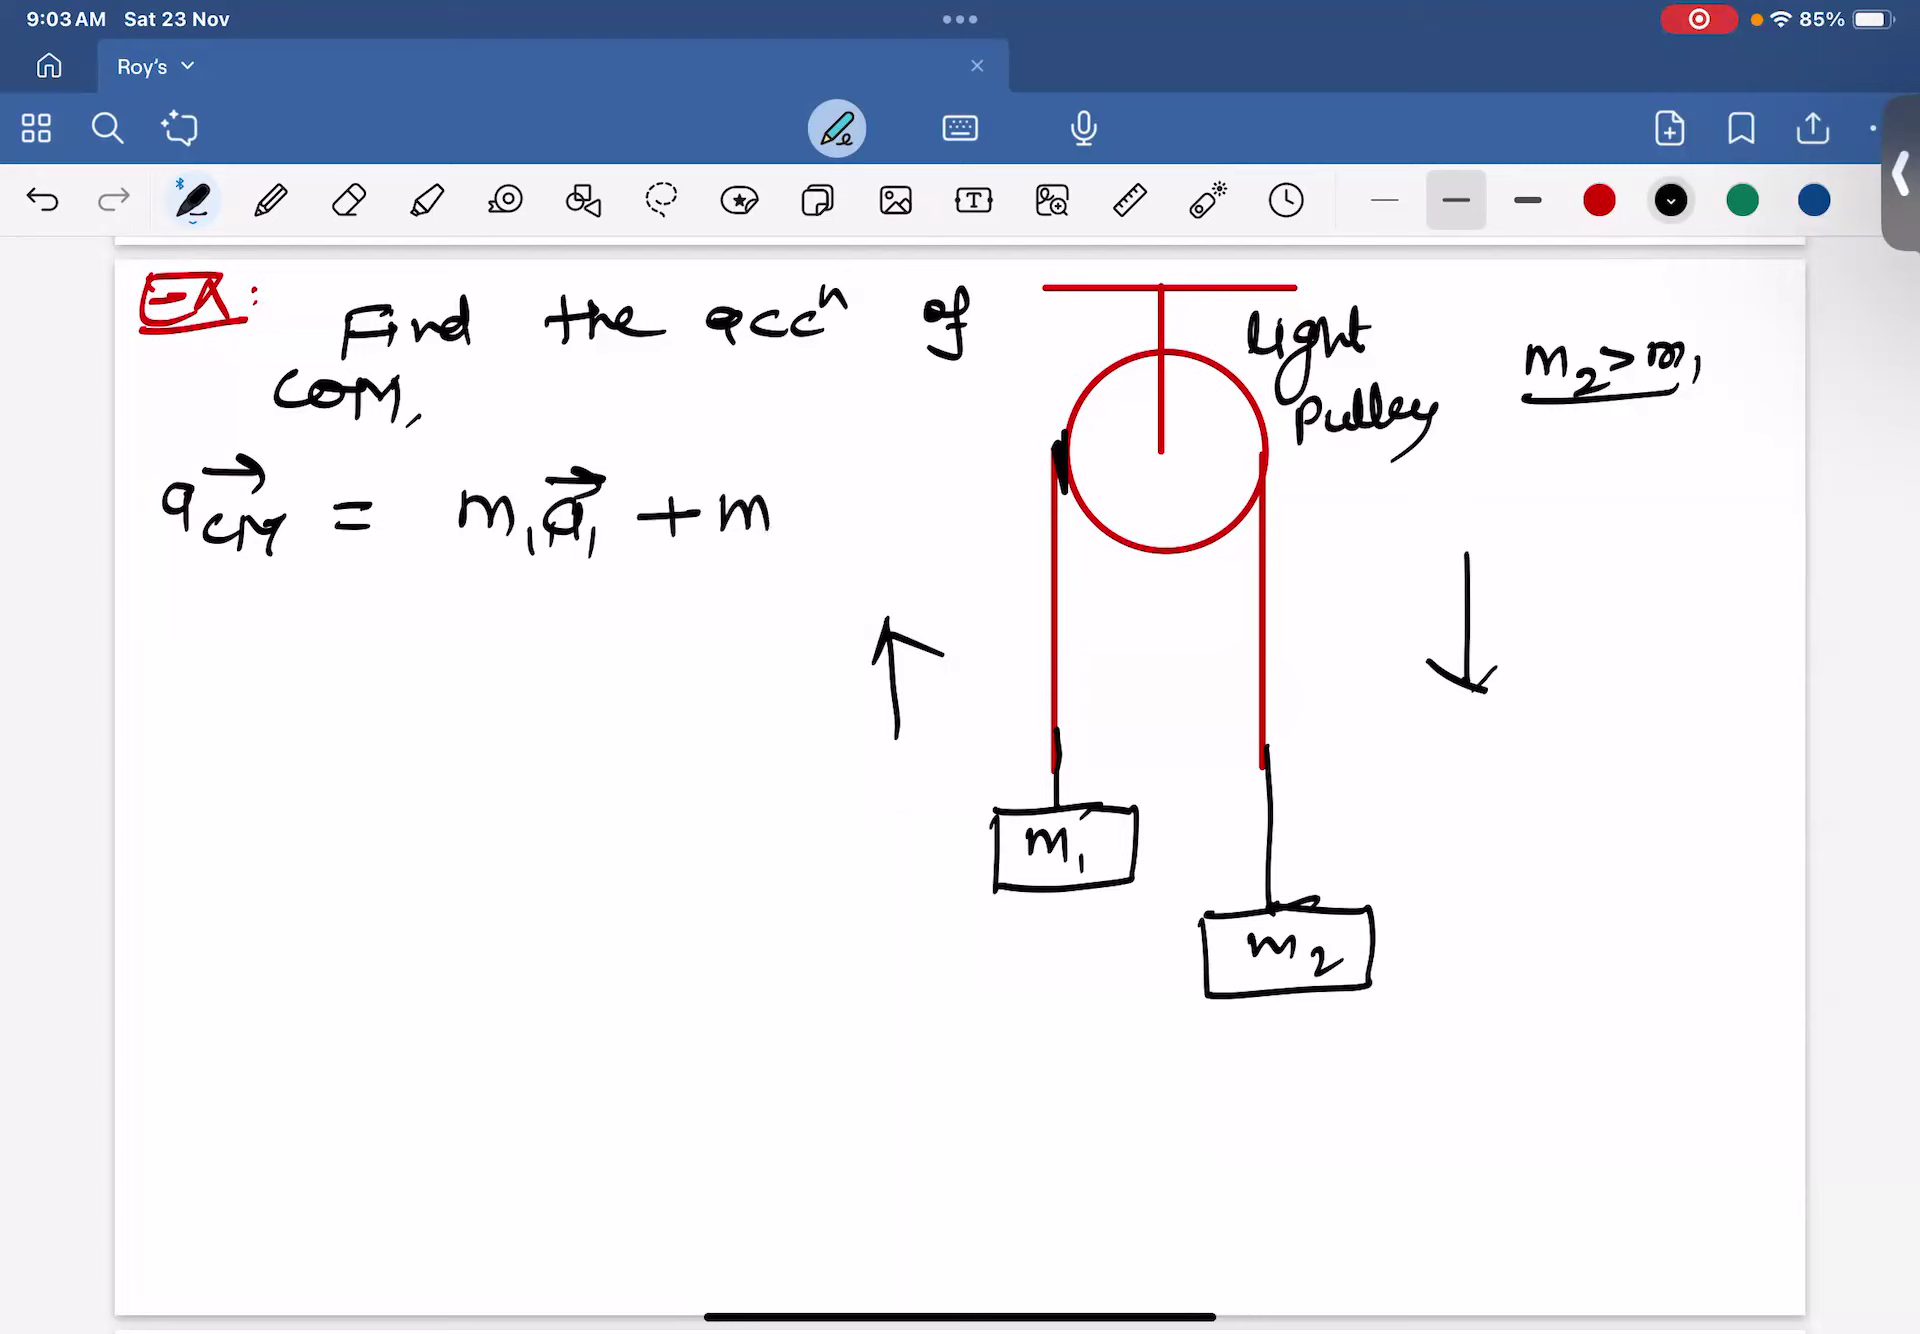 9:03 AM Sat 23 Nov
85%
Roy's
EX:
Find the accⁿ of
COM,
Light
Pulley
m₂>m₁
a⃗CM = m₁a⃗₁ + m
m₁
m₂